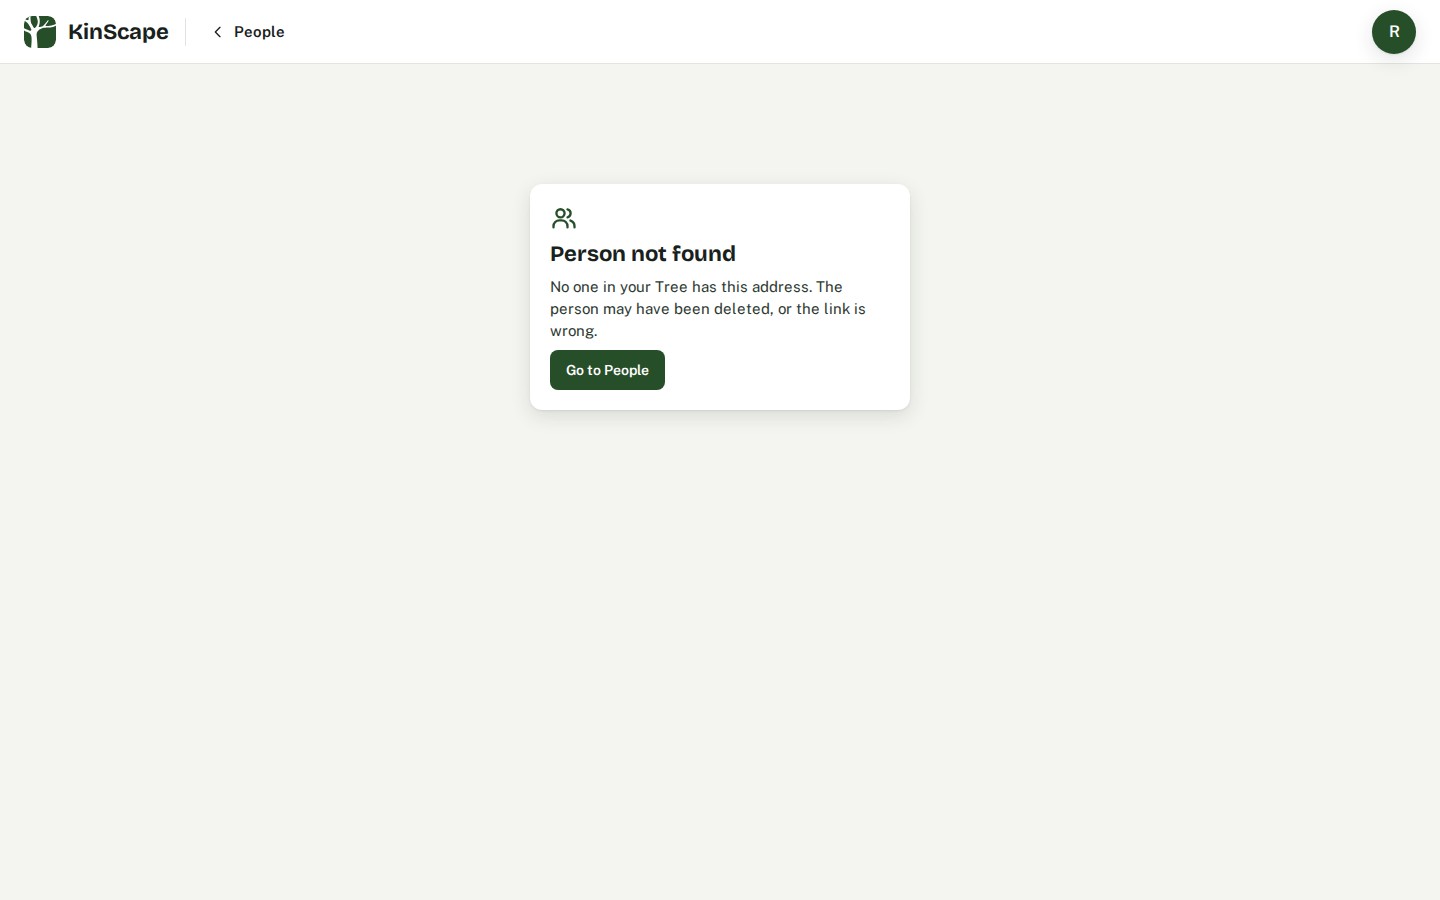 KinScape
People
R
Person not found
No one in your Tree has this address. The
person may have been deleted, or the link is
wrong.
Go to People